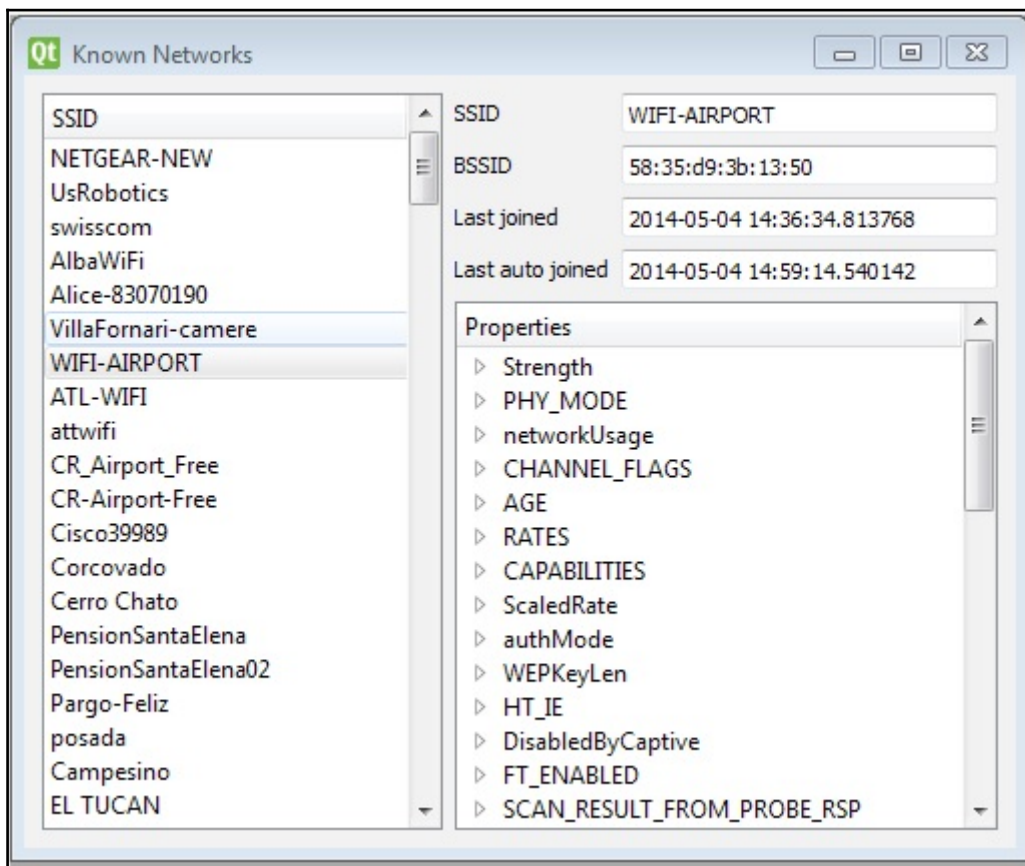 Qt Known Networks
SSID
NETGEAR-NEW
UsRobotics
swisscom
AlbaWiFi
Alice-83070190
VillaFornari-camere
WIFI-AIRPORT
ATL-WIFI
attwifi
CR_Airport_Free
CR-Airport-Free
Cisco39989
Corcovado
Cerro Chato
PensionSantaElena
PensionSantaElena02
Pargo-Feliz
posada
Campesino
EL TUCAN
SSID WIFI-AIRPORT
BSSID 58:35:d9:3b:13:50
Last joined 2014-05-04 14:36:34.813768
Last auto joined 2014-05-04 14:59:14.540142
Properties
Strength
PHY_MODE
networkUsage
CHANNEL_FLAGS
AGE
RATES
CAPABILITIES
ScaledRate
authMode
WEPKeyLen
HT_IE
DisabledByCaptive
FT_ENABLED
SCAN_RESULT_FROM_PROBE_RSP